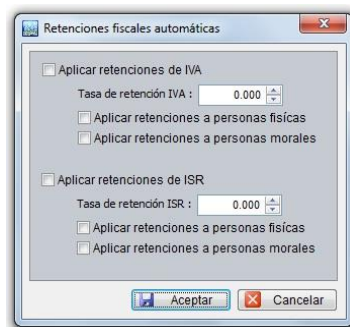 Retenciones fiscales automáticas
Aplicar retenciones de IVA
Tasa de retención IVA : 0.000
Aplicar retenciones a personas fisícas
Aplicar retenciones a personas morales
Aplicar retenciones de ISR
Tasa de retención ISR : 0.000
Aplicar retenciones a personas fisícas
Aplicar retenciones a personas morales
Aceptar Cancelar